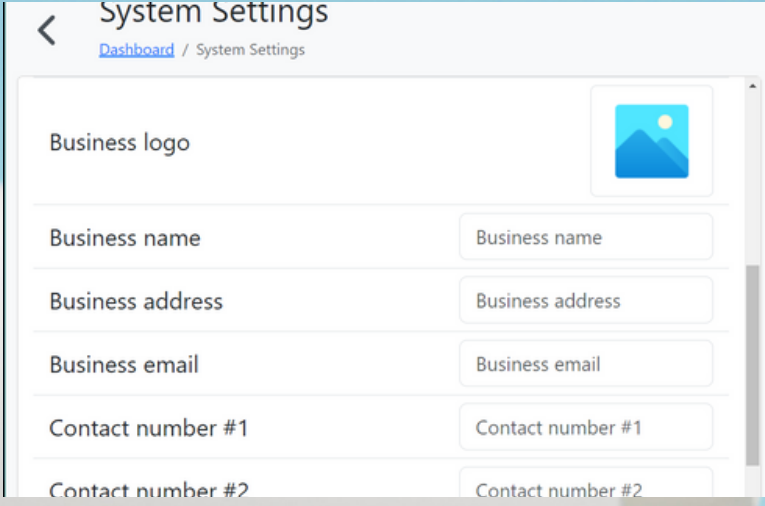 System Settings
Dashboard / System Settings
Business logo
Business name Business name
Business address Business address
Business email Business email
Contact number #1 Contact number #1
Contact number #2 Contact number #2